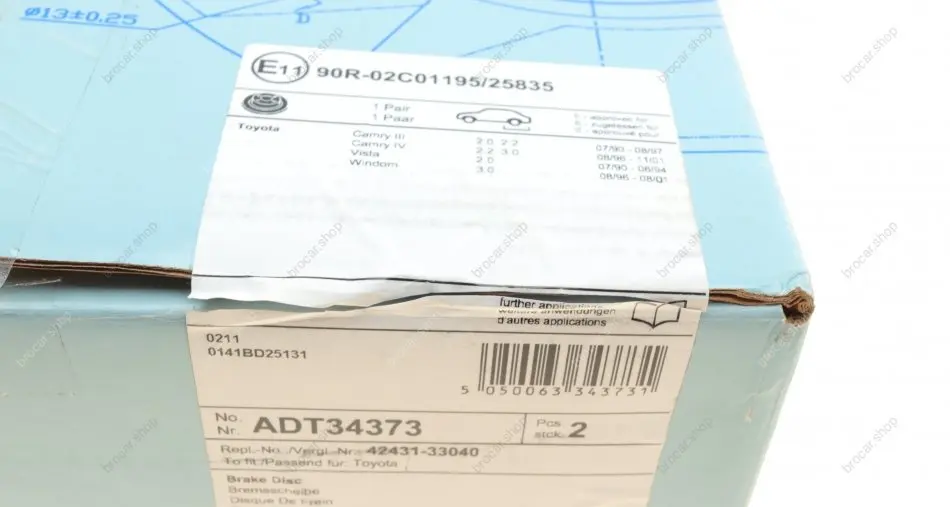 ø13±0.25
D
E11 90R-02C01195/25835
1 Pair
1 Paar
Toyota
Camry III 2.0 2.2 07/90 - 08/97
Camry IV 2.2 3.0 08/96 - 11/01
Vista 2.0 07/90 - 06/94
Windom 3.0 08/96 - 08/01
further applications
weitere anwendungen
d'autres applications
0211
0141BD25131
5 050063 343731
No.
Nr. ADT34373
Pcs
stck. 2
Repl.-No./Vergl.-Nr.: 42431-33040
To fit/Passend für: Toyota
Brake Disc
Bremsscheibe
Disque De Frein
brocar.shop